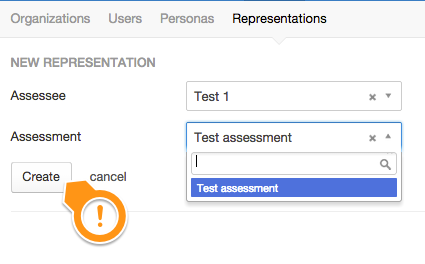 Organizations Users Personas Representations
NEW REPRESENTATION
Assessee Test 1
Assessment Test assessment
Test assessment
Create cancel
!